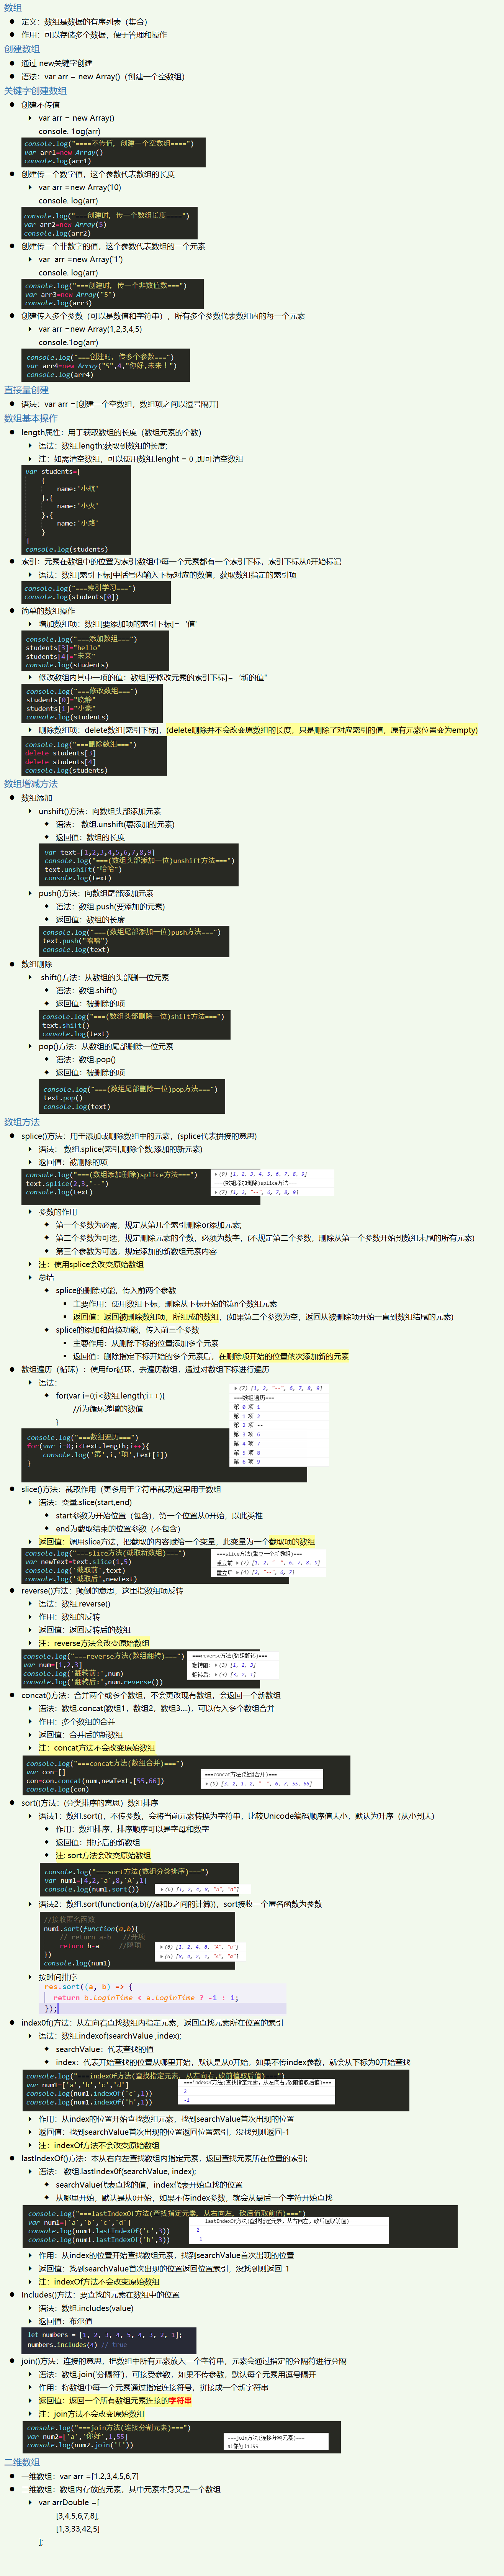 数组
定义：数组是数据的有序列表（集合）
作用：可以存储多个数据，便于管理和操作
创建数组
通过 new关键字创建
语法：var arr = new Array()（创建一个空数组）
关键字创建数组
创建不传值
var arr = new Array()
console. 1og(arr)
console.log("====不传值, 创建一个空数组====")
var arr1=new Array()
console.log(arr1)
创建传一个数字值，这个参数代表数组的长度
var arr =new Array(10)
console. log(arr)
console.log("===创建时, 传一个数组长度====")
var arr2=new Array(5)
console.log(arr2)
创建传一个非数字的值，这个参数代表数组的一个元素
var  arr =new Array('1')
console. log(arr)
console.log("===创建时, 传一个非数值数===")
var arr3=new Array("5")
console.log(arr3)
创建传入多个参数（可以是数值和字符串），所有多个参数代表数组内的每一个元素
var arr =new Array(1,2,3,4,5)
console.1og(arr)
console.log("===创建时, 传多个参数===")
var arr4=new Array("5",4,"你好,未来！")
console.log(arr4)
直接量创建
语法：var arr =[创建一个空数组，数组项之间以逗号隔开}
数组基本操作
length属性：用于获取数组的长度（数组元素的个数）
语法：数组.length;获取到数组的长度;
注：如需清空数组，可以使用数组.lenght = 0 ,即可清空数组
var students=[
{
name:'小航'
},{
name:'小火'
},{
name:'小路'
}
]
console.log(students)
索引：元素在数组中的位置为索引;数组中每一个元素都有一个索引下标，索引下标从0开始标记
语法：数组[索引下标]中括号内输入下标对应的数值，获取数组指定的索引项
console.log("===索引学习===")
console.log(students[0])
简单的数组操作
增加数组项：数组[要添加项的索引下标]=  '值'
console.log("===添加数组===")
students[3]="hello"
students[4]="未来"
console.log(students)
修改数组内其中一项的值：数组[要修改元素的索引下标]=  '新的值"
console.log("===修改数组===")
students[0]="晓静"
students[1]="小豪"
console.log(students)
删除数组项：delete数组[索引下标]，(delete删除并不会改变原数组的长度，只是删除了对应索引的值，原有元素位置变为empty)
console.log("===删除数组===")
delete students[3]
delete students[4]
console.log(students)
数组增减方法
数组添加
unshift()方法：向数组头部添加元素
语法： 数组.unshift(要添加的元素)
返回值：数组的长度
var text=[1,2,3,4,5,6,7,8,9]
console.log("===(数组头部添加一位)unshift方法===")
text.unshift("哈哈")
console.log(text)
push()方法：向数组尾部添加元素
语法：数组.push(要添加的元素)
返回值：数组的长度
console.log("===(数组尾部添加一位)push方法===")
text.push("嘻嘻")
console.log(text)
数组删除
shift()方法：从数组的头部删一位元素
语法：数组.shift()
返回值：被删除的项
console.log("===(数组头部删除一位)shift方法===")
text.shift()
console.log(text)
pop()方法：从数组的尾部删除一位元素
语法：数组.pop()
返回值：被删除的项
console.log("===(数组尾部删除一位)pop方法===")
text.pop()
console.log(text)
数组方法
splice()方法：用于添加或删除数组中的元素，(splice代表拼接的意思)
语法： 数组.splice(索引,删除个数,添加的新元素)
返回值：被删除的项
console.log("===(数组添加删除)splice方法===")
text.splice(2,3,"--")
console.log(text)
(9) [1, 2, 3, 4, 5, 6, 7, 8, 9]
===(数组添加删除)splice方法===
(7) [1, 2, "--", 6, 7, 8, 9]
参数的作用
第一个参数为必需，规定从第几个索引删除or添加元素;
第二个参数为可选，规定删除元素的个数，必须为数字，(不规定第二个参数，删除从第一个参数开始到数组末尾的所有元素)
第三个参数为可选，规定添加的新数组元素内容
注：使用splice会改变原始数组
总结
splice的删除功能，传入前两个参数
主要作用：使用数组下标，删除从下标开始的第n个数组元素
返回值：返回被删除数组项，所组成的数组，(如果第二个参数为空，返回从被删除项开始一直到数组结尾的元素)
splice的添加和替换功能，传入前三个参数
主要作用：从删除下标的位置添加多个元素
返回值：删除指定下标开始的多个元素后，在删除项开始的位置依次添加新的元素
数组遍历（循环）：使用for循环，去遍历数组，通过对数组下标进行遍历
语法：
for(var i=0;i<数组.length;i++){
//i为循环递增的数值
}
console.log("===数组遍历===")
for(var i=0;i<text.length;i++){
console.log('第',i,'项',text[i])
}
(7) [1, 2, "--", 6, 7, 8, 9]
===数组遍历===
第 0 项 1
第 1 项 2
第 2 项 --
第 3 项 6
第 4 项 7
第 5 项 8
第 6 项 9
slice()方法：截取作用（更多用于字符串截取)这里用于数组
语法：变量.slice(start,end)
start参数为开始位置（包含)，第一个位置从0开始，以此类推
end为截取结束的位置参数（不包含）
返回值：调用slice方法，把截取的内容赋给一个变量，此变量为一个截取项的数组
console.log("===slice方法(截取新数组)===")
var newText=text.slice(1,5)
console.log('截取前',text)
console.log('截取后',newText)
===slice方法(重立一个新数组)===
重立前 (7) [1, 2, "--", 6, 7, 8, 9]
重立后 (4) [2, "--", 6, 7]
reverse()方法：颠倒的意思，这里指数组项反转
语法：数组.reverse()
作用：数组的反转
返回值：返回反转后的数组
注：reverse方法会改变原始数组
console.log("===reverse方法(数组翻转)===")
var num=[1,2,3]
console.log('翻转前:',num)
console.log('翻转后:',num.reverse())
===reverse方法(数组翻转)===
翻转前: (3) [1, 2, 3]
翻转后: (3) [3, 2, 1]
concat()方法：合并两个或多个数组，不会更改现有数组，会返回一个新数组
语法：数组.concat(数组1，数组2，数组3....)，可以传入多个数组合并
作用：多个数组的合并
返回值：合并后的新数组
注：concat方法不会改变原始数组
console.log("===concat方法(数组合并)===")
var con=[]
con=con.concat(num,newText,[55,66])
console.log(con)
===concat方法(数组合并)===
(9) [3, 2, 1, 2, "--", 6, 7, 55, 66]
sort()方法：(分类排序的意思）数组排序
语法1：数组.sort()，不传参数，会将当前元素转换为字符串，比较Unicode编码顺序值大小，默认为升序（从小到大)
作用：数组排序，排序顺序可以是字母和数字
返回值：排序后的新数组
注: sort方法会改变原始数组
console.log("===sort方法(数组分类排序)===")
var num1=[4,2,'a',8,'A',1]
console.log(num1.sort())
(6) [1, 2, 4, 8, "A", "a"]
语法2：数组.sort(function(a,b)(//a和b之间的计算))，sort接收一个匿名函数为参数
//接收匿名函数
num1.sort(function(a,b){
// return a-b   //升项
return b-a     //降项
})
console.log(num1)
(6) [1, 2, 4, 8, "A", "a"]
(6) [8, 4, 2, 1, "A", "a"]
按时间排序
res.sort((a, b) => {
return b.loginTime < a.loginTime ? -1 : 1;
});
index0f()方法：从左向右查找数组内指定元素，返回查找元素所在位置的索引
语法：数组.indexof(searchValue ,index);
searchValue：代表查找的值
index：代表开始查找的位置从哪里开始，默认是从0开始，如果不传index参数，就会从下标为0开始查找
console.log("===indexOf方法(查找指定元素，从左向右,砍前值取后值)===")
var num1=['a','b','c','d']
console.log(num1.indexOf('c',1))
console.log(num1.indexOf('h',1))
===indexOf方法(查找指定元素，从左向右,砍前值取后值)===
2
-1
作用：从index的位置开始查找数组元素，找到searchValue首次出现的位置
返回值：找到searchValue首次出现的位置返回位置索引，没找到则返回-1
注：indexOf方法不会改变原始数组
lastIndexOf()方法：本从右向左查找数组内指定元素，返回查找元素所在位置的索引;
语法： 数组.lastIndex0f(searchValue, index);
searchValue代表查找的值，index代表开始查找的位置
从哪里开始，默认是从0开始，如果不传index参数，就会从最后一个字符开始查找
console.log("===lastIndexOf方法(查找指定元素, 从右向左, 砍后值取前值)===")
var num1=['a','b','c','d']
console.log(num1.lastIndexOf('c',3))
console.log(num1.lastIndexOf('h',3))
===lastIndexOf方法(查找指定元素, 从右向左, 砍后值取前值)===
2
-1
作用：从index的位置开始查找数组元素，找到searchValue首次出现的位置
返回值：找到searchValue首次出现的位置返回位置索引，没找到则返回-1
注：indexOf方法不会改变原始数组
Includes()方法：要查找的元素在数组中的位置
语法：数组.includes(value)
返回值：布尔值
let numbers = [1, 2, 3, 4, 5, 4, 3, 2, 1];
numbers.includes(4) // true
join()方法：连接的意思，把数组中所有元素放入一个字符串，元素会通过指定的分隔符进行分隔
语法：数组.join('分隔符')，可接受参数，如果不传参数，默认每个元素用逗号隔开
作用：将数组中每一个元素通过指定连接符号，拼接成一个新字符串
返回值：返回一个所有数组元素连接的字符串
注：join方法不会改变原始数组
console.log("===join方法(连接分割元素)===")
var num2=['a','你好',1,55]
console.log(num2.join('!'))
===join方法(连接分割元素)===
a!你好!1!55
二维数组
一维数组：var arr =[1.2,3,4,5,6,7]
二维数组：数组内存放的元素，其中元素本身又是一个数组
var arrDouble =[
[3,4,5,6,7,8],
[1,3,33,42,5]
];